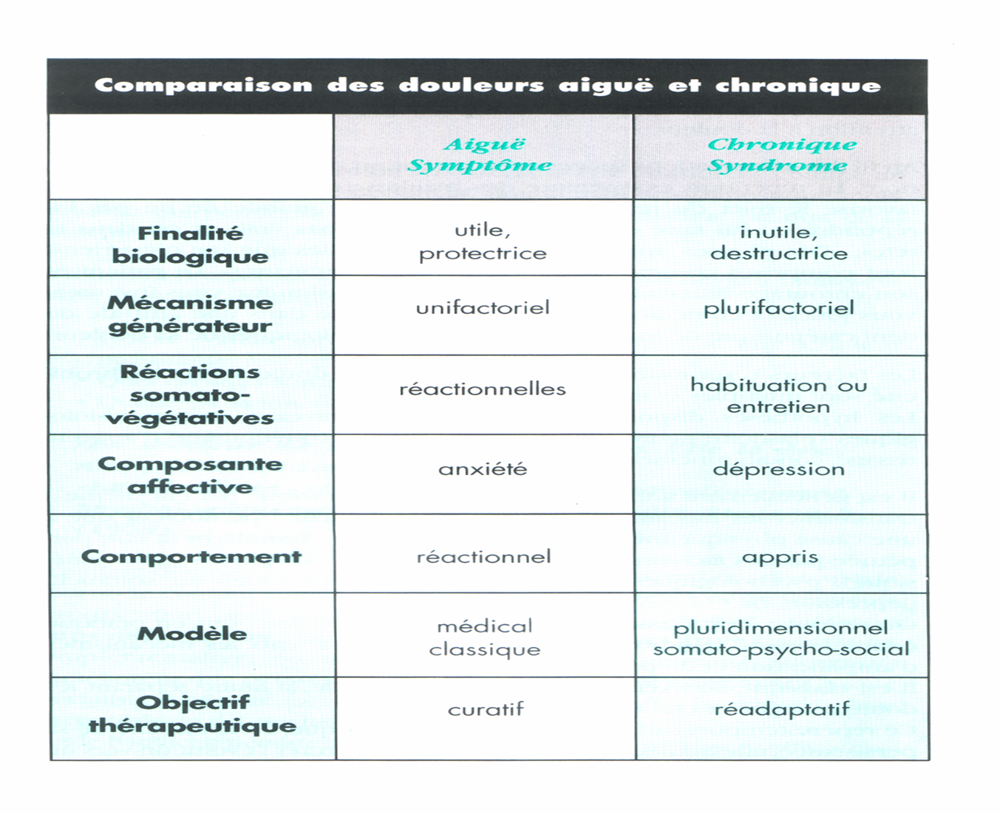 Comparaison des douleurs aiguë et chronique
Aiguë
Symptôme
Chronique
Syndrome
Finalité
biologique
utile,
protectrice
inutile,
destructrice
Mécanisme
générateur
unifactoriel
plurifactoriel
Réactions
somato-
végétatives
réactionnelles
habituation ou
entretien
Composante
affective
anxiété
dépression
Comportement
réactionnel
appris
Modèle
médical
classique
pluridimensionnel
somato-psycho-social
Objectif
thérapeutique
curatif
réadaptatif